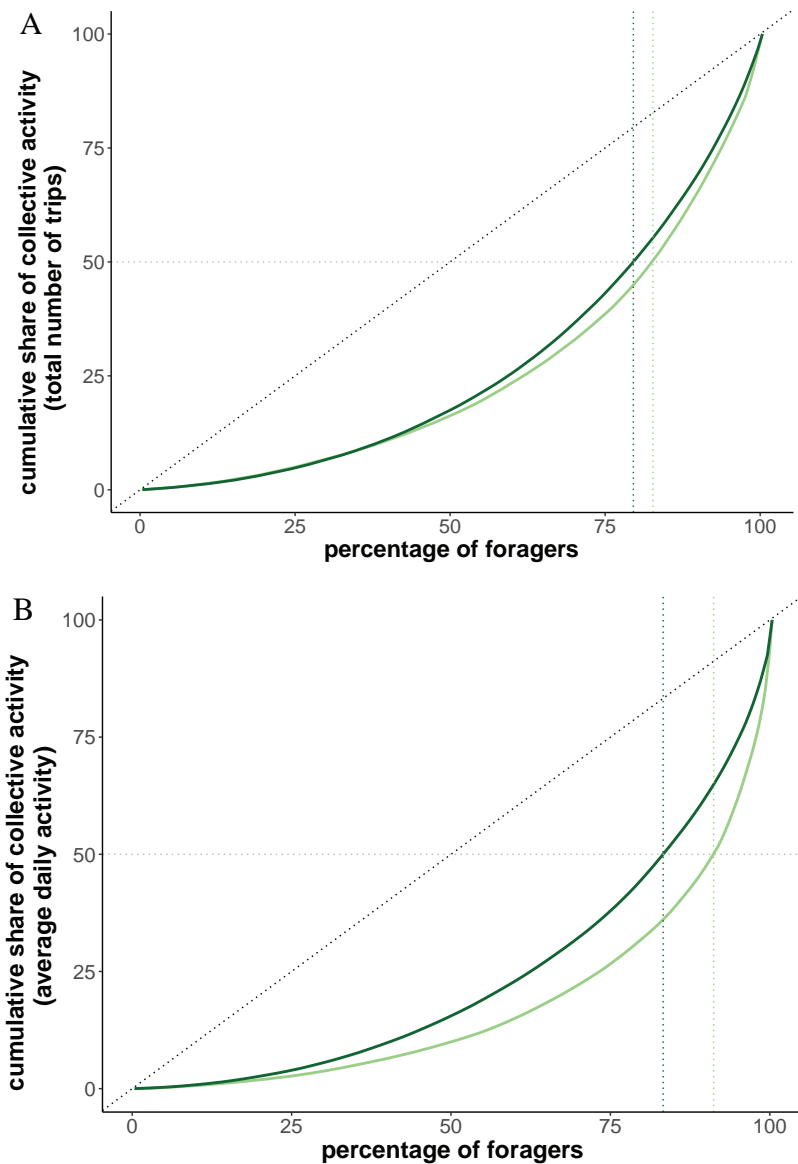 A
cumulative share of collective activity
(total number of trips)
100
75
50
25
0
0 25 50 75 100
percentage of foragers
B
cumulative share of collective activity
(average daily activity)
100
75
50
25
0
0 25 50 75 100
percentage of foragers